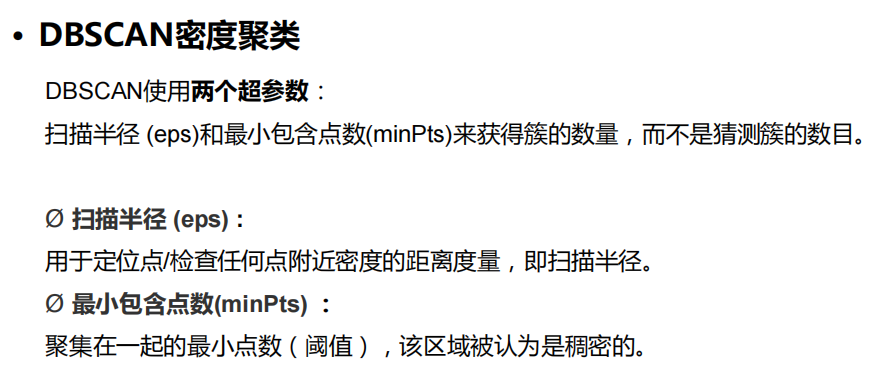 • DBSCAN密度聚类
DBSCAN使用两个超参数：
扫描半径 (eps)和最小包含点数(minPts)来获得簇的数量，而不是猜测簇的数目。
Ø 扫描半径 (eps)：
用于定位点/检查任何点附近密度的距离度量，即扫描半径。
Ø 最小包含点数(minPts) ：
聚集在一起的最小点数（阈值），该区域被认为是稠密的。